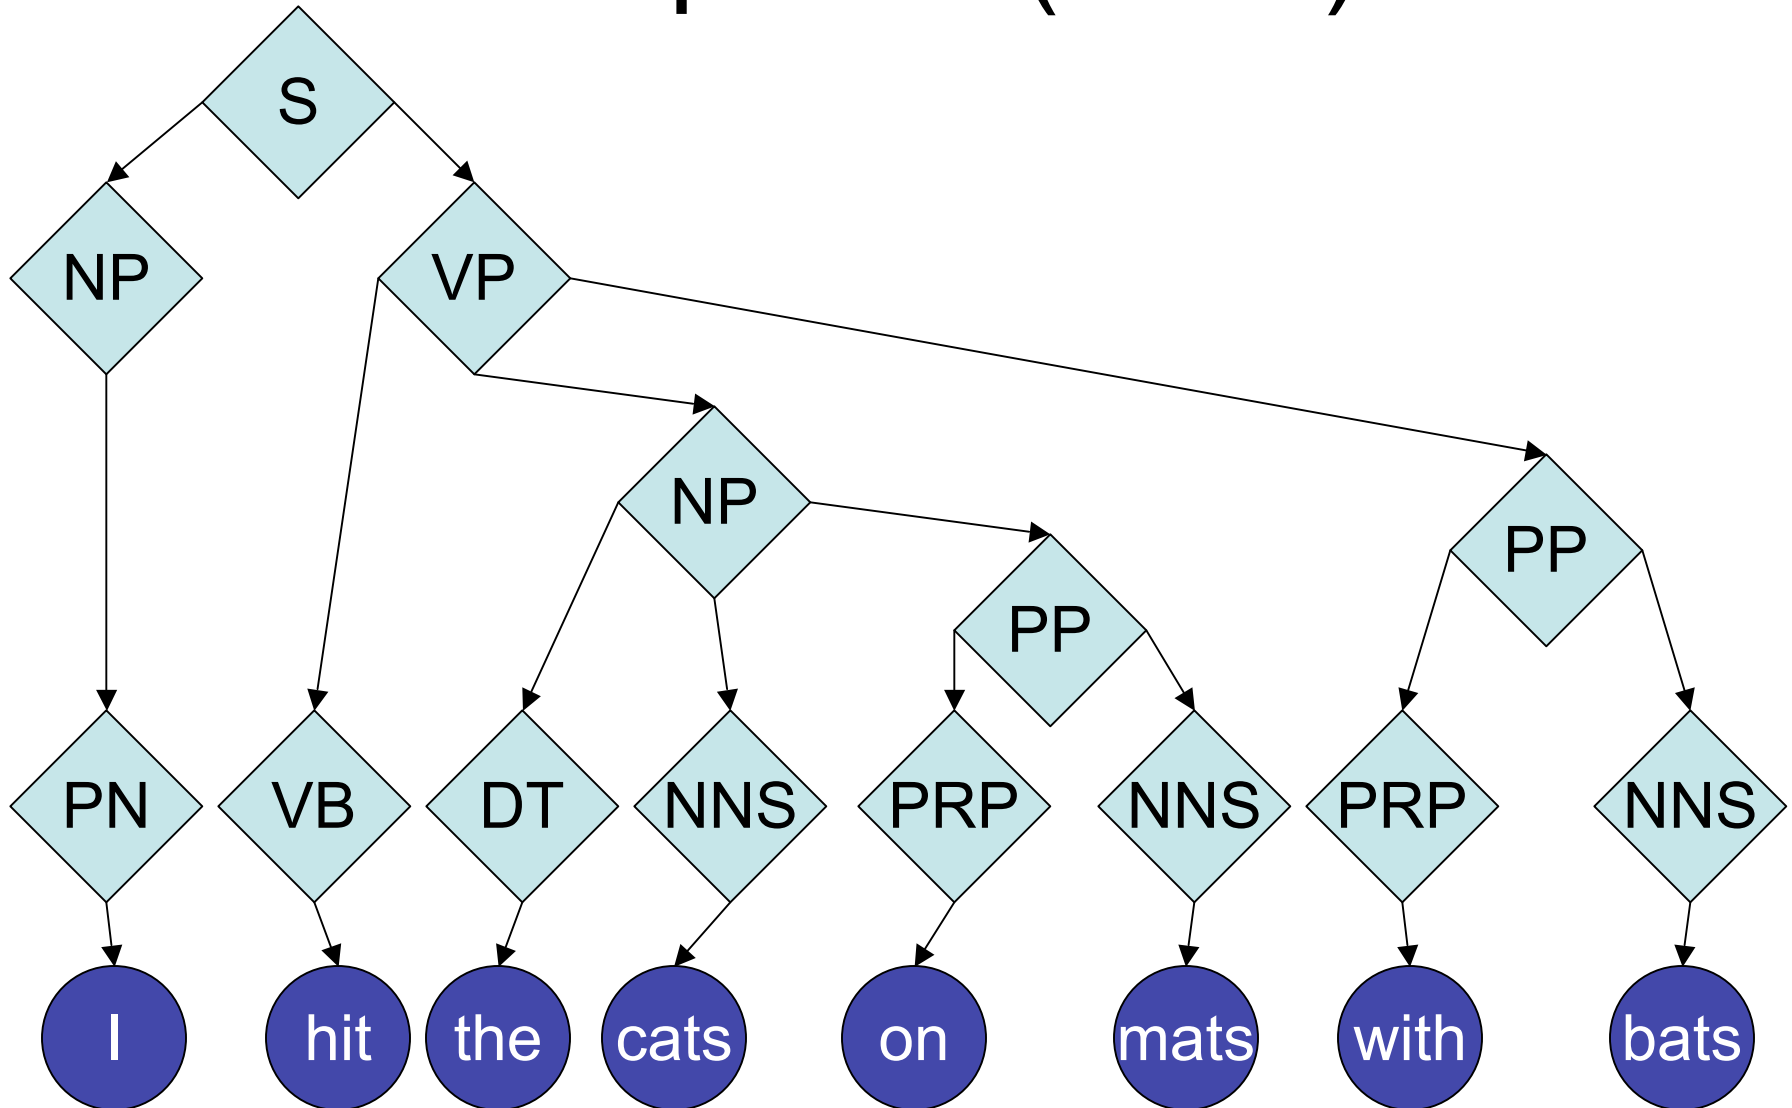 S
NP VP
NP
PP
PP
PN VB DT NNS PRP NNS PRP NNS
I hit the cats on mats with bats